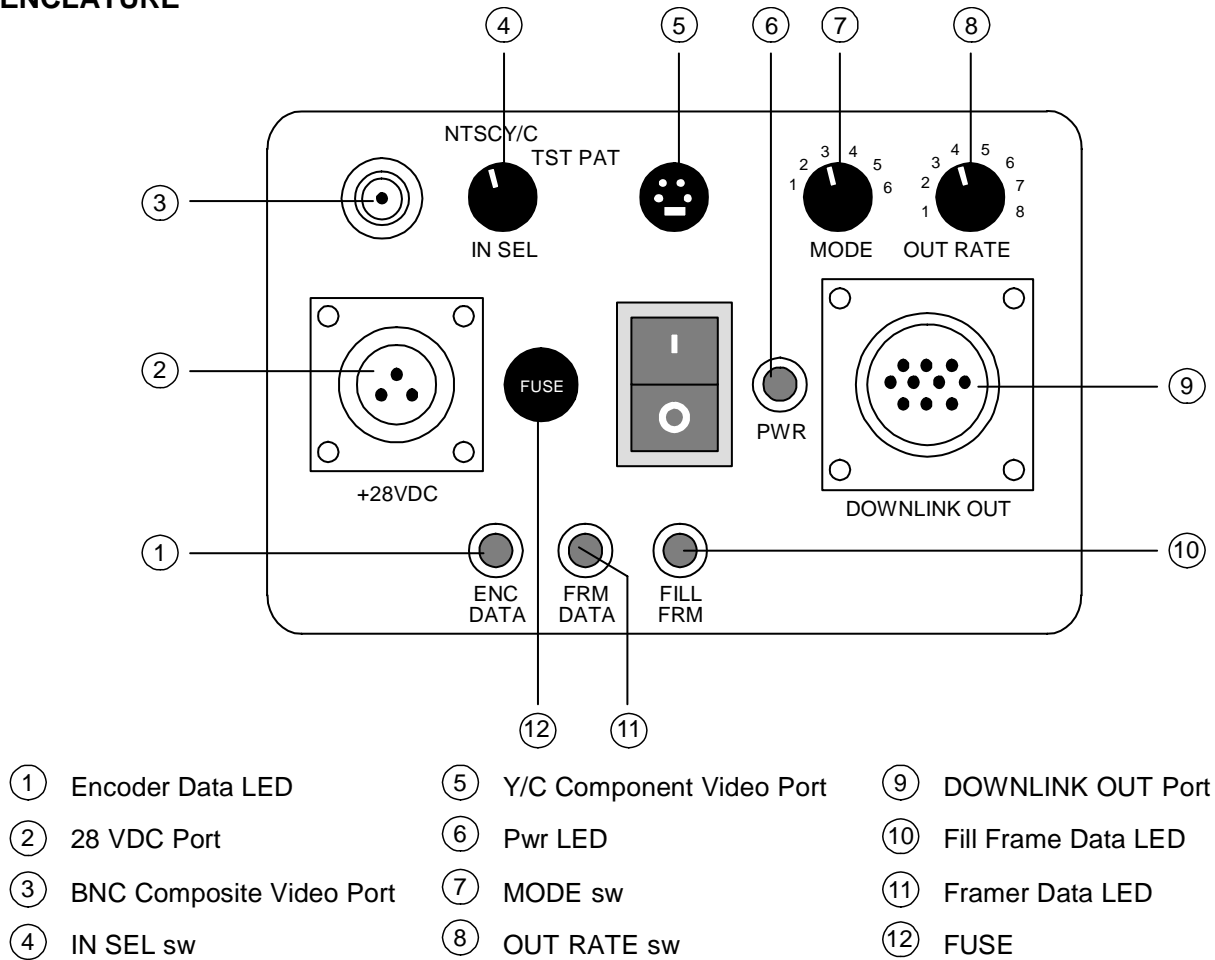 ENCLATURE
4 5 6 7 8
NTSCY/C
TST PAT
1 2 3 4 5 6
1 2 3 4 5 6 7 8
3
IN SEL
MODE
OUT RATE
2
FUSE
I
O
PWR
9
+28VDC
DOWNLINK OUT
1
10
ENC
DATA
FRM
DATA
FILL
FRM
12 11
1 Encoder Data LED
2 28 VDC Port
3 BNC Composite Video Port
4 IN SEL sw
5 Y/C Component Video Port
6 Pwr LED
7 MODE sw
8 OUT RATE sw
9 DOWNLINK OUT Port
10 Fill Frame Data LED
11 Framer Data LED
12 FUSE